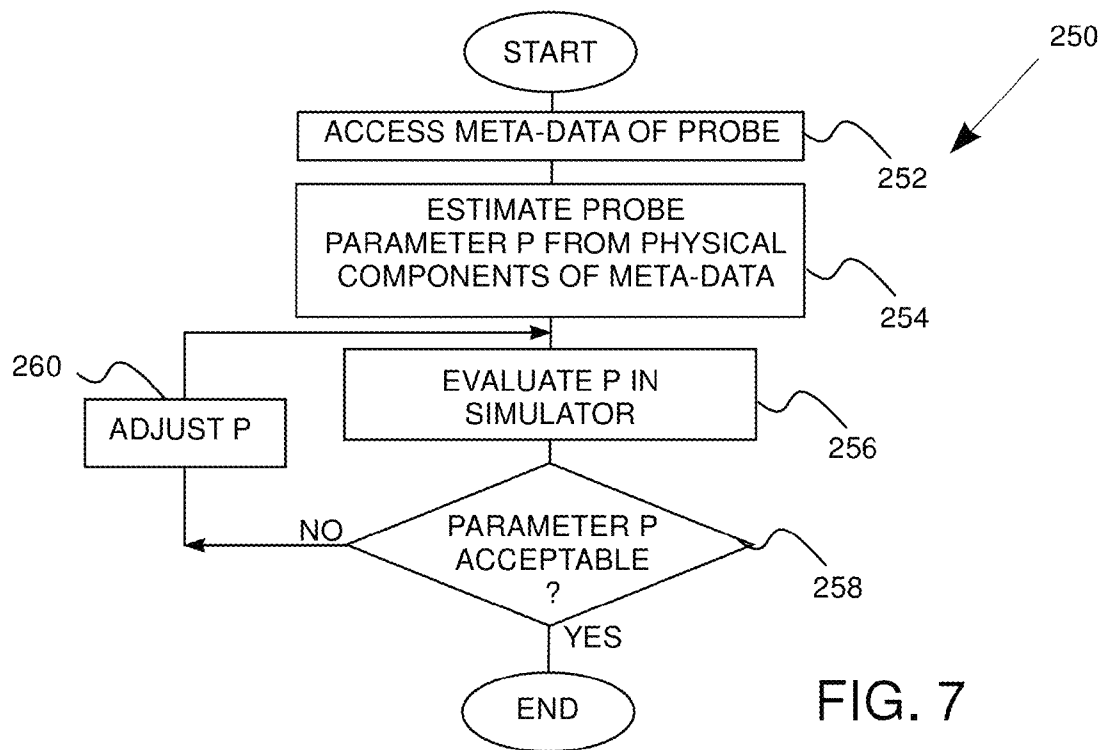 START
250
ACCESS META-DATA OF PROBE
252
ESTIMATE PROBE
PARAMETER P FROM PHYSICAL
COMPONENTS OF META-DATA
254
260
ADJUST P
EVALUATE P IN
SIMULATOR
256
NO
PARAMETER P
ACCEPTABLE
?
258
YES
END
FIG. 7